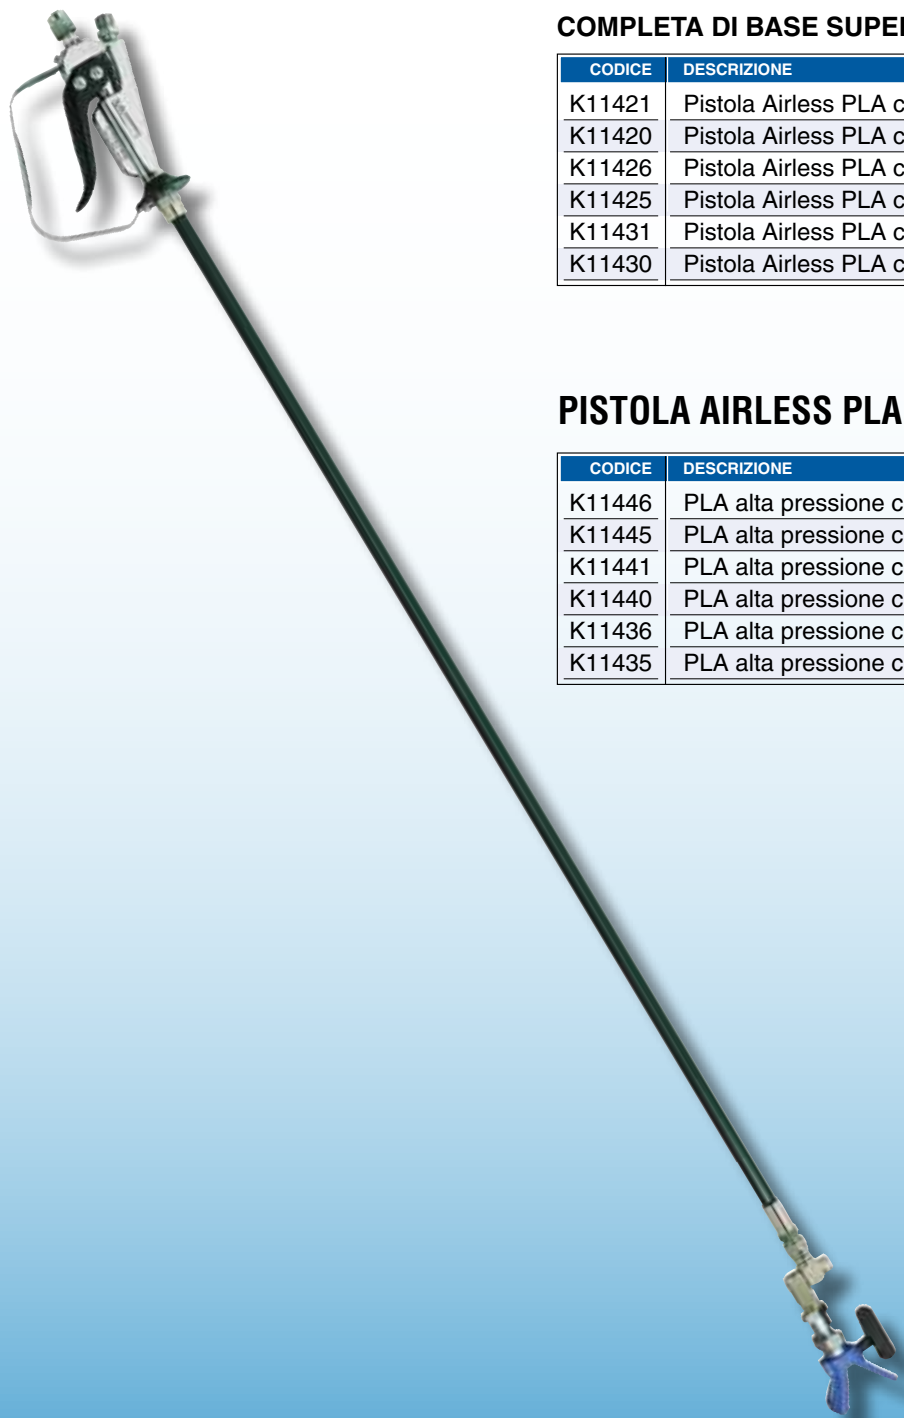 COMPLETA DI BASE
CODICE DESCRIZIONE
K11421 Pistola Airless PLA
K11420 Pistola Airless PLA
K11426 Pistola Airless PLA
K11425 Pistola Airless PLA
K11431 Pistola Airless PLA
K11430 Pistola Airless PLA
PISTOLA AIRLESS PLA
CODICE DESCRIZIONE
K11446 PLA alta pressione
K11445 PLA alta pressione
K11441 PLA alta pressione
K11440 PLA alta pressione
K11436 PLA alta pressione
K11435 PLA alta pressione